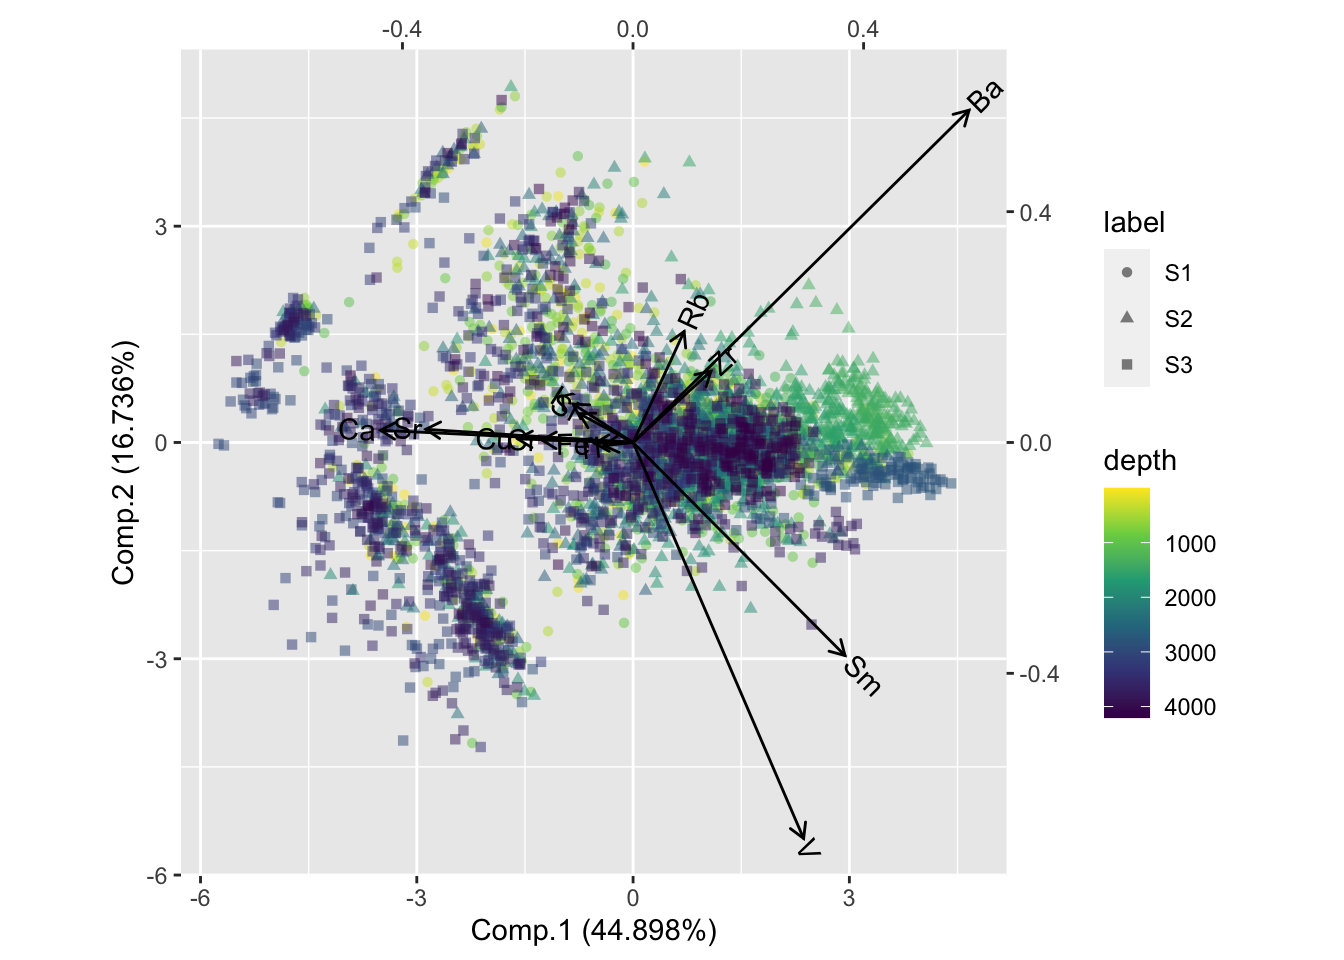 -0.4 0.0 0.4
Ba
label
S1
S2
S3
3
0.4
Rb
Zr
Ca
Sr
Cu
Fe
0
0.0
Comp.2 (16.736%)
depth
1000
2000
3000
4000
-3
-0.4
Sm
V
-6
-6 -3 0 3
Comp.1 (44.898%)